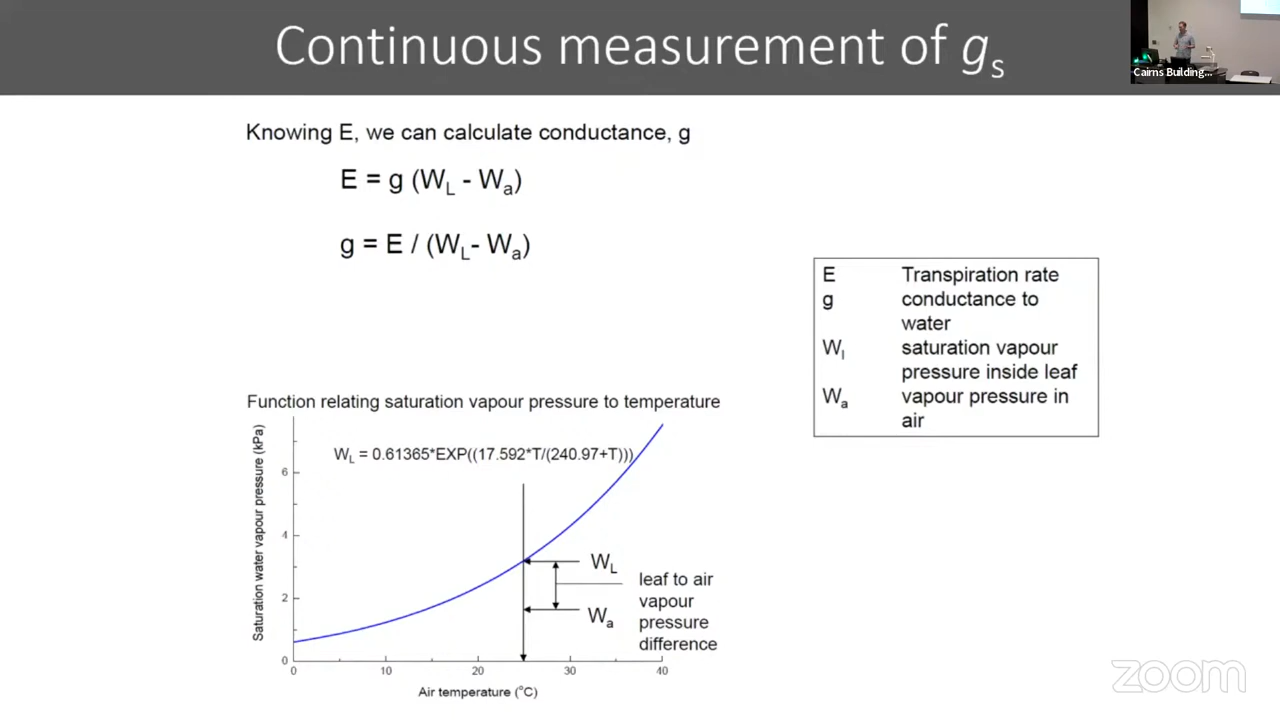 Continuous measurement of gs
Cairns Building...
Knowing E, we can calculate conductance, g
E = g (WL - Wa)
g = E / (WL- Wa)
E Transpiration rate
g conductance to
water
Wl saturation vapour
pressure inside leaf
Wa vapour pressure in
air
Function relating saturation vapour pressure to temperature
WL = 0.61365*EXP((17.592*T/(240.97+T)))
Saturation water vapour pressure (kPa)
6
4
2
0
WL
Wa
leaf to air
vapour
pressure
difference
0 10 20 30 40
Air temperature (°C)
zoom